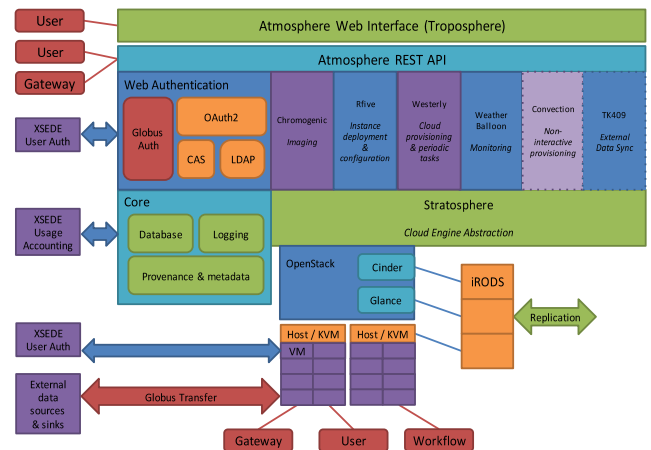 User
Atmosphere Web Interface (Troposphere)
User
Atmosphere REST API
Gateway
Web Authentication
Globus
Auth
OAuth2
CAS
LDAP
Chromogenic
Imaging
Rfive
Instance
deployment
&
configuration
Westerly
Cloud
provisioning
& periodic
tasks
Weather
Balloon
Monitoring
Convection
Non-
interactive
provisioning
TK409
External
Data Sync
XSEDE
User Auth
XSEDE
Usage
Accounting
Core
Database
Logging
Provenance & metadata
Stratosphere
Cloud Engine Abstraction
OpenStack
Cinder
Glance
iRODS
Replication
XSEDE
User Auth
Host / KVM
Host / KVM
VM
External
data
sources
& sinks
Globus Transfer
Gateway
User
Workflow